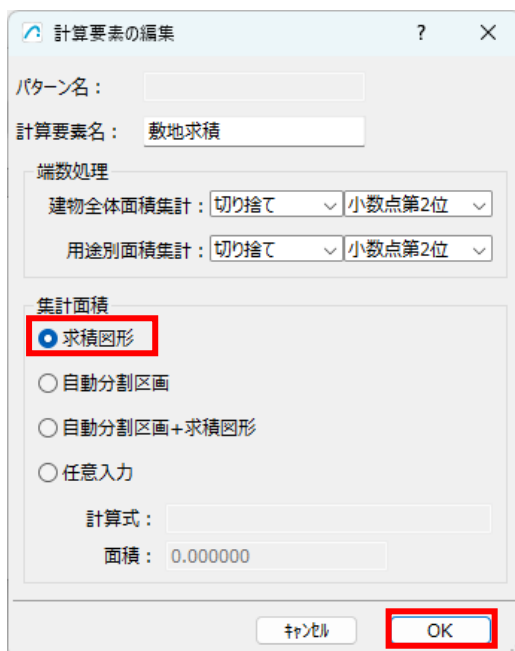 計算要素の編集 ? ×
パターン名：
計算要素名： 敷地求積
端数処理
建物全体面積集計：切り捨て 小数点第2位
用途別面積集計：切り捨て 小数点第2位
集計面積
求積図形
自動分割区画
自動分割区画+求積図形
任意入力
計算式：
面積： 0.000000
ｷｬﾝｾﾙ OK